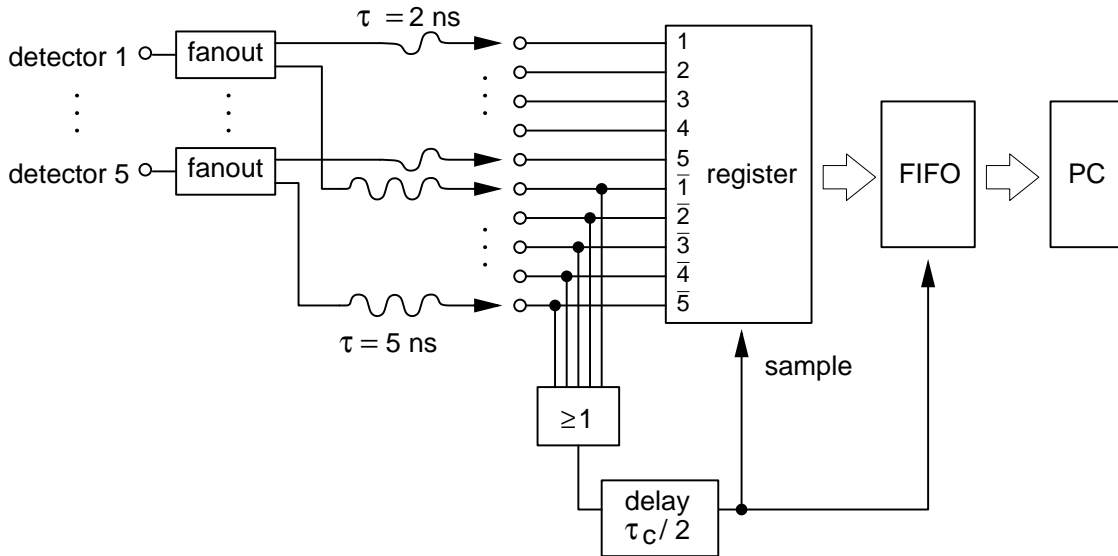 τ = 2 ns
detector 1
fanout
detector 5
fanout
1
2
3
4
5
1̅
2̅
3̅
4̅
5̅
register
FIFO
PC
τ = 5 ns
sample
≥1
delay
τc / 2